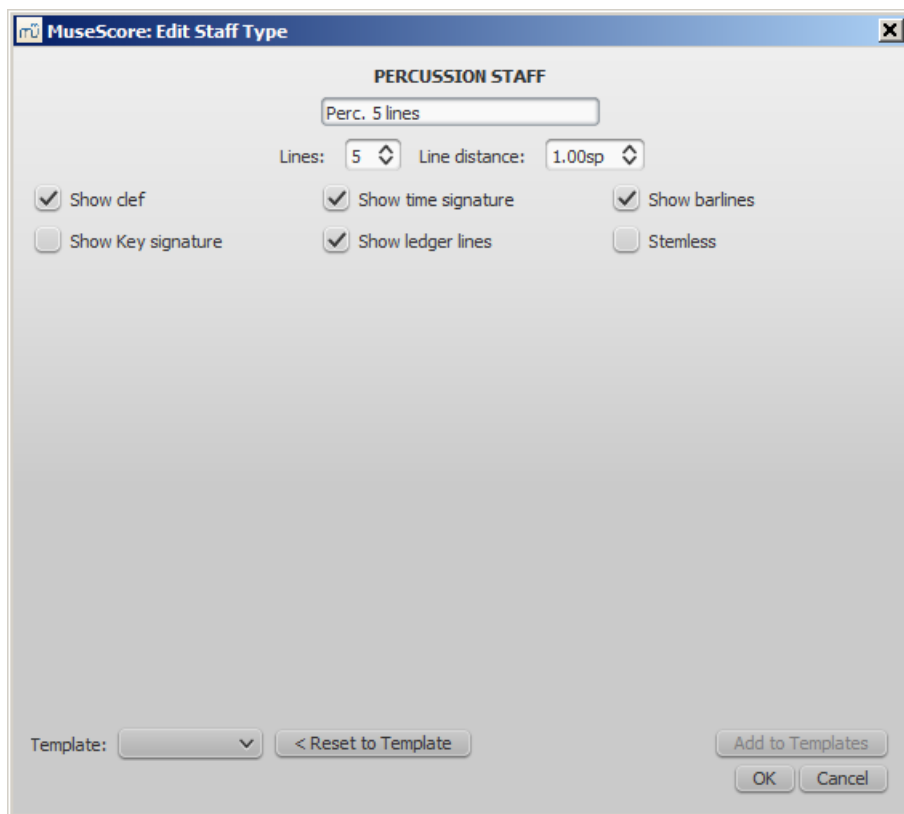 mü MuseScore: Edit Staff Type
PERCUSSION STAFF
Perc. 5 lines
Lines: 5 Line distance: 1.00sp
Show clef Show time signature Show barlines
Show Key signature Show ledger lines Stemless
Template: < Reset to Template Add to Templates
OK Cancel